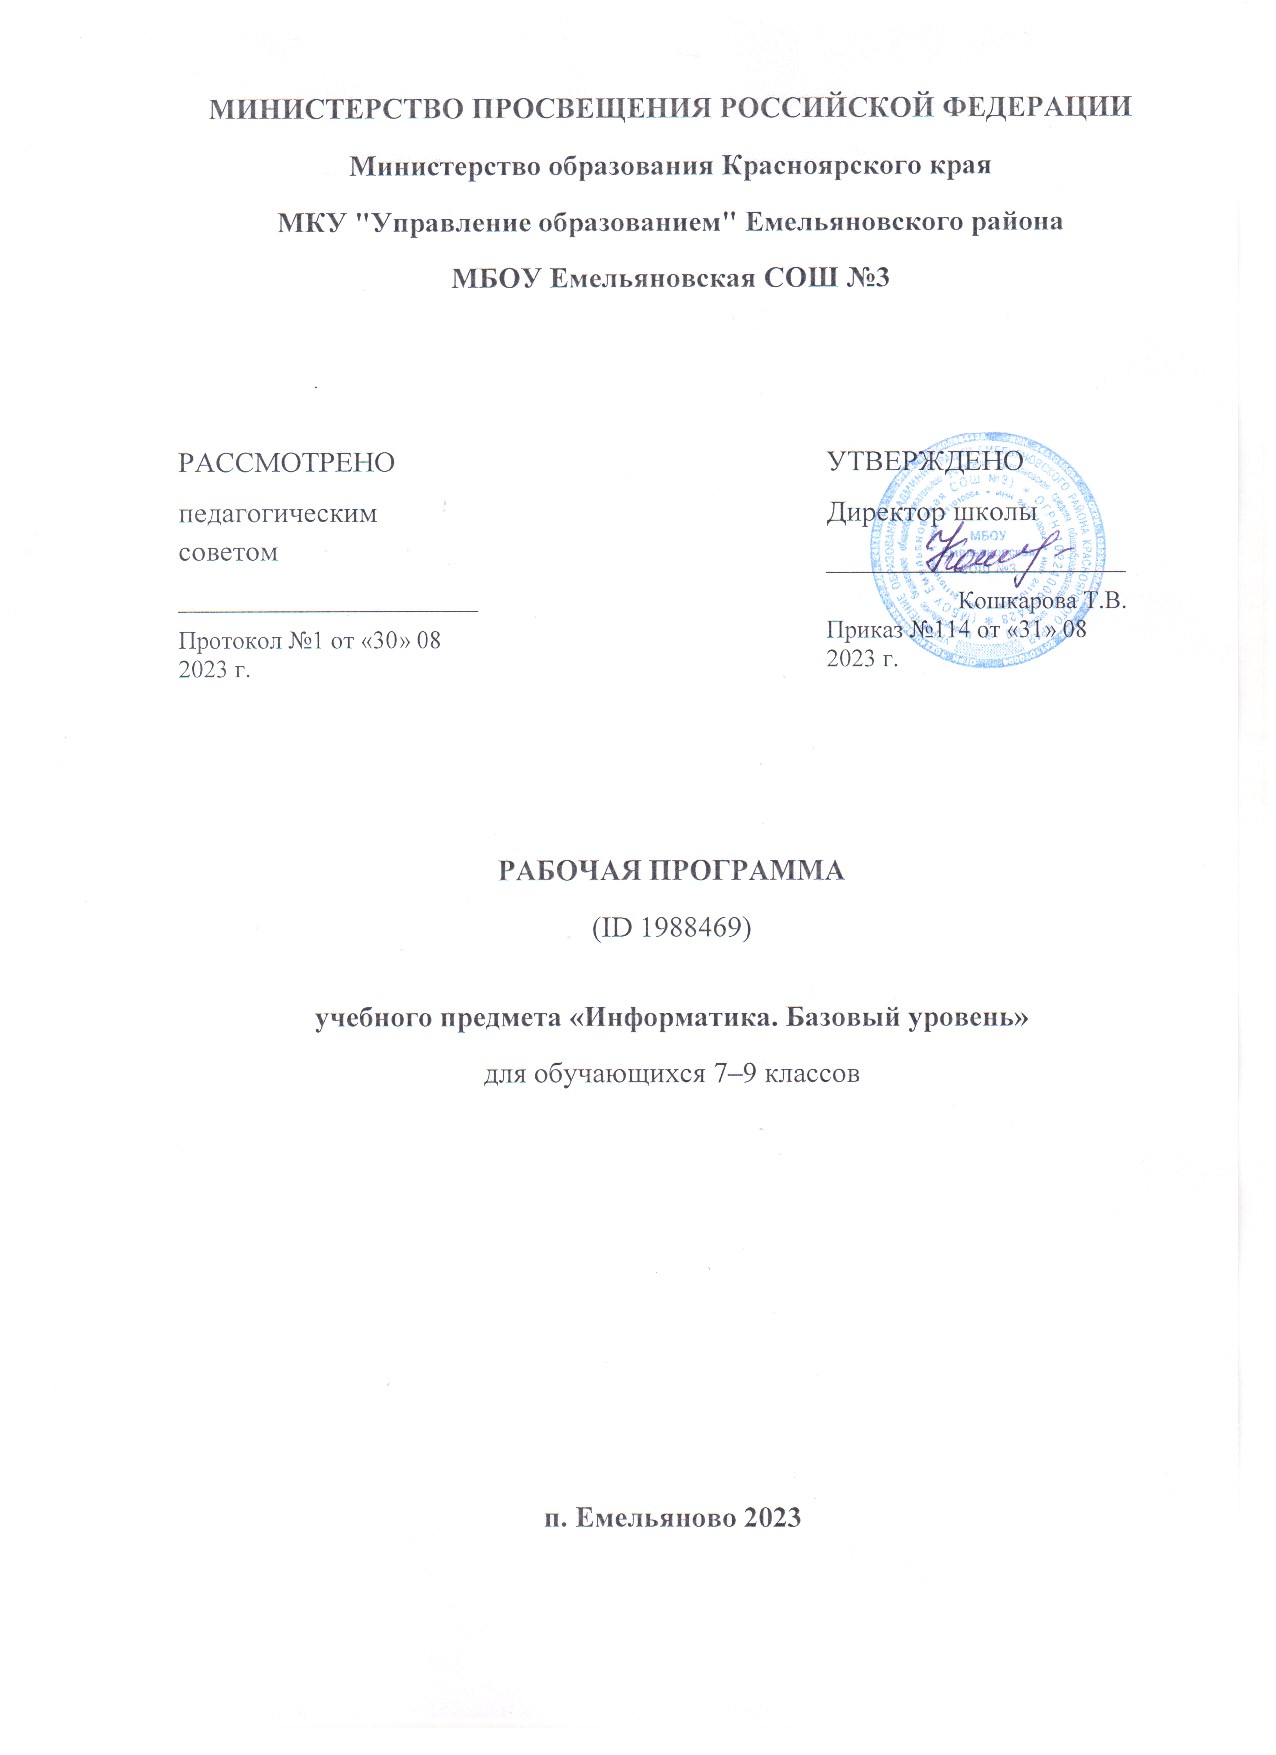 МИНИСТЕРСТВО ПРОСВЕЩЕНИЯ РОССИЙСКОЙ ФЕДЕРАЦИИ
Министерство образования Красноярского края
МКУ "Управление образованием" Емельяновского района
МБОУ Емельяновская СОШ №3
РАССМОТРЕНО
педагогическим
советом
Протокол №1 от «30» 08
2023 г.
УТВЕРЖДЕНО
Директор школы
МБОУ
Кошкарова Т.В.
Приказ №114 от «31» 08
2023 г.
РАБОЧАЯ ПРОГРАММА
(ID 1988469)
учебного предмета «Информатика. Базовый уровень»
для обучающихся 7–9 классов
п. Емельяново 2023